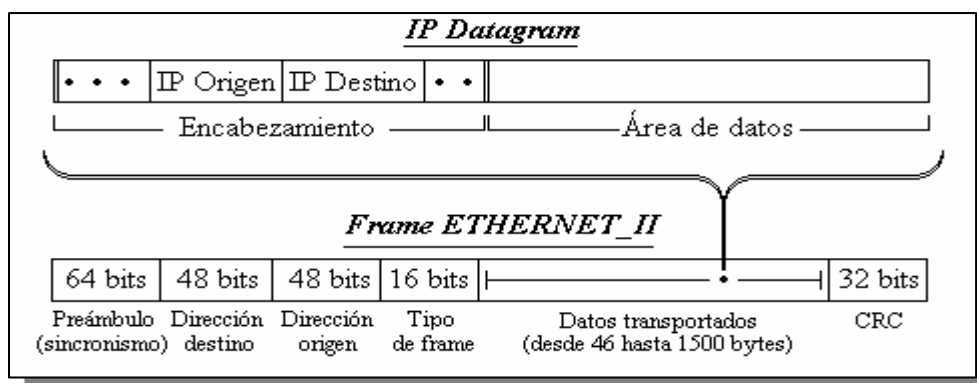 IP Datagram
• • • IP Origen IP Destino • •
Encabezamiento Área de datos
Frame ETHERNET_II
64 bits 48 bits 48 bits 16 bits 32 bits
Preámbulo (sincronismo) Dirección destino Dirección origen Tipo de frame Datos transportados (desde 46 hasta 1500 bytes) CRC